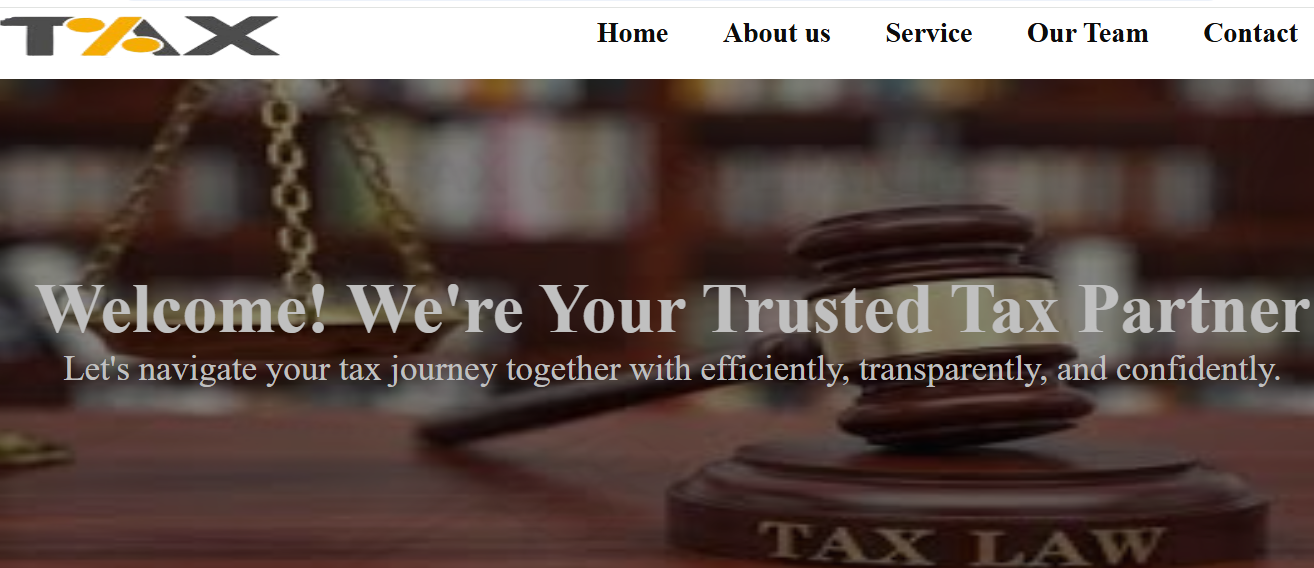 TAX
Home About us Service Our Team Contact
Welcome! We're Your Trusted Tax Partner
Let's navigate your tax journey together with efficiently, transparently, and confidently.
TAX LAW